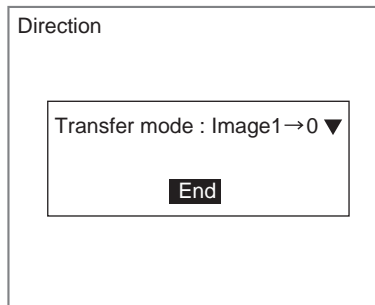 Direction
Transfer mode : Image1→0 ▼
End